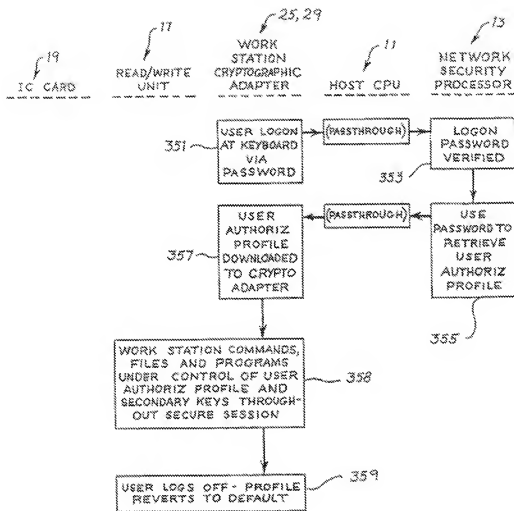 19
IC CARD
17
READ/WRITE
UNIT
25, 29
WORK
STATION
CRYPTOGRAPHIC
ADAPTER
11
HOST CPU
13
NETWORK
SECURITY
PROCESSOR
351
USER LOGON
AT KEYBOARD
VIA
PASSWORD
(PASSTHROUGH)
353
LOGON
PASSWORD
VERIFIED
357
USER
AUTHORIZ
PROFILE
DOWNLOADED
TO CRYPTO
ADAPTER
(PASSTHROUGH)
USE
PASSWORD TO
RETRIEVE
USER
AUTHORIZ
PROFILE
355
WORK STATION COMMANDS,
FILES AND PROGRAMS
UNDER CONTROL OF USER
AUTHORIZ PROFILE AND
SECONDARY KEYS THROUGH-
OUT SECURE SESSION
358
USER LOGS OFF - PROFILE
REVERTS TO DEFAULT
359